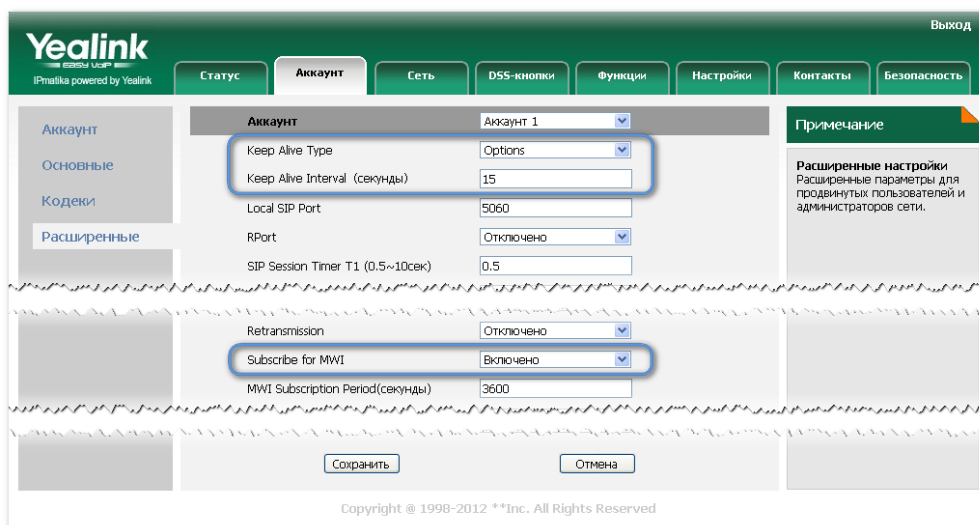 Выход
Yealink
EASY VoIP
IPmatika powered by Yealink
Статус
Аккаунт
Сеть
DSS-кнопки
Функции
Настройки
Контакты
Безопасность
Аккаунт
Основные
Кодеки
Расширенные
Аккаунт Аккаунт 1
Keep Alive Type Options
Keep Alive Interval (секунды) 15
Local SIP Port 5060
RPort Отключено
SIP Session Timer T1 (0.5~10сек) 0.5
Retransmission Отключено
Subscribe for MWI Включено
MWI Subscription Period(секунды) 3600
Сохранить Отмена
Примечание
Расширенные настройки
Расширенные параметры для
продвинутых пользователей и
администраторов сети.
Copyright @ 1998-2012 **Inc. All Rights Reserved